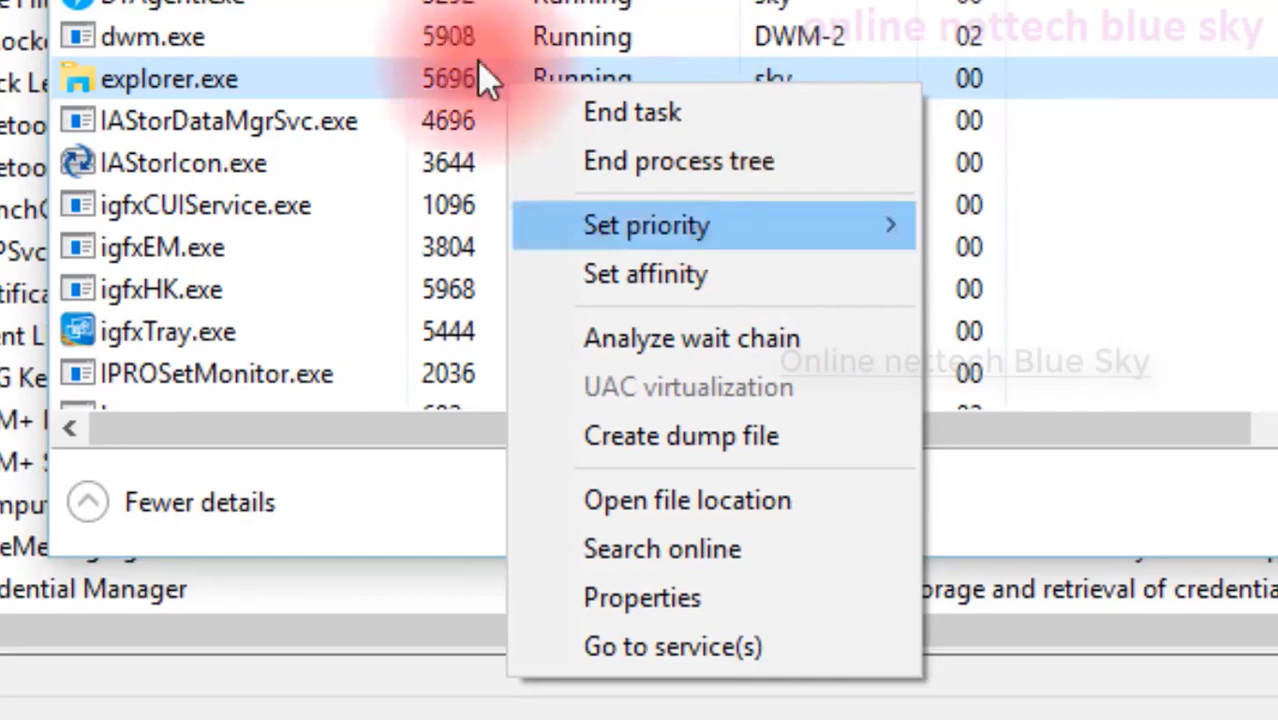 online nettech blue sky
dwm.exe 5908 Running DWM-2 02
explorer.exe 5696 Running sky 00
IAStorDataMgrSvc.exe 4696 00
IAStorIcon.exe 3644 00
igfxCUIService.exe 1096 00
igfxEM.exe 3804 00
igfxHK.exe 5968 00
igfxTray.exe 5444 00
IPROSetMonitor.exe 2036 00
End task
End process tree
Set priority
Set affinity
Analyze wait chain
Online nettech Blue Sky
UAC virtualization
Create dump file
Open file location
Search online
Properties
Go to service(s)
Fewer details
dential Manager
orage and retrieval of credentia